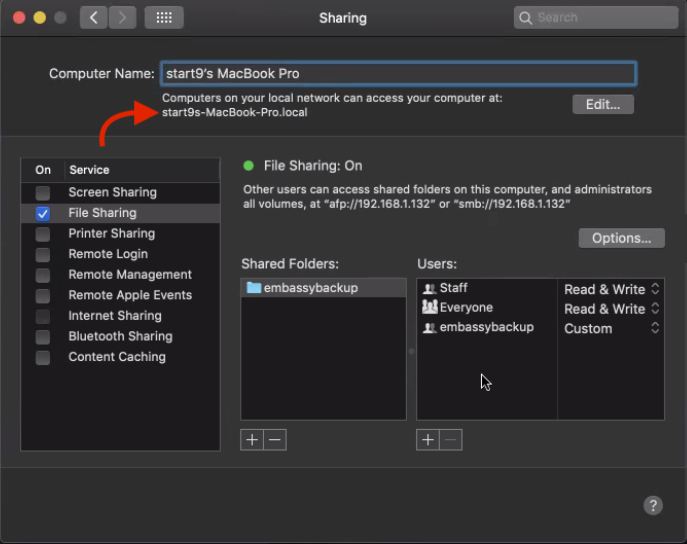 Sharing
Search
Computer Name:
start9's MacBook Pro
Computers on your local network can access your computer at:
start9s-MacBook-Pro.local
Edit...
On Service
Screen Sharing
File Sharing
Printer Sharing
Remote Login
Remote Management
Remote Apple Events
Internet Sharing
Bluetooth Sharing
Content Caching
File Sharing: On
Other users can access shared folders on this computer, and administrators
all volumes, at “afp://192.168.1.132” or “smb://192.168.1.132”
Options...
Shared Folders:
embassybackup
Users:
Staff Read & Write
Everyone Read & Write
embassybackup Custom
+ −
+ −
?